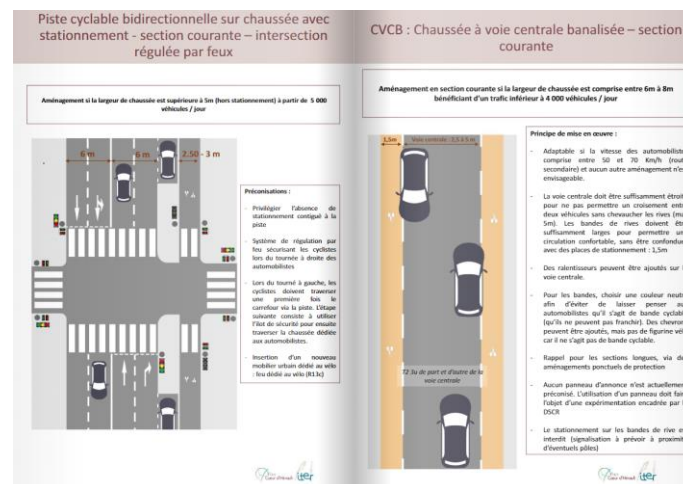 Piste cyclable bidirectionnelle sur chaussée avec
stationnement - section courante – intersection
régulée par feux
Aménagement si la largeur de chaussée est supérieure à 5m (hors stationnement) à partir de 5 000
véhicules / jour
6 m
6 m
2.50 - 3 m
Préconisations :
- Privilégier l'absence de
stationnement contigüe à la
piste
- Système de régulation par
feu sécurisant les cyclistes
lors du tournée à droite des
automobilistes
- Lors du tourné à gauche, les
cyclistes doivent traverser
une première fois le
carrefour via la piste. L'étape
suivante consiste à utiliser
l'îlot de sécurité pour ensuite
traverser la chaussée dédiée
aux automobilistes.
- Insertion d'un nouveau
mobilier urbain dédié au vélo
: feu dédié au vélo (R13c)
Cœur d'Hérault iter
CVCB : Chaussée à voie centrale banalisée – section
courante
Aménagement en section courante si la largeur de chaussée est comprise entre 6m à 8m
bénéficiant d'un trafic inférieur à 4 000 véhicules / jour
1,5m
Voie centrale : 3,5 à 5 m
T2 3u de part et d'autre de la
voie centrale
Principe de mise en œuvre :
- Adaptable si la vitesse des automobiliste
comprise entre 50 et 70 Km/h (rout
secondaire) et aucun autre aménagement n'es
envisageable.
- La voie centrale doit être suffisamment étroit
pour ne pas permettre un croisement entr
deux véhicules sans chevaucher les rives (ma
5m). Les bandes de rives doivent êtr
suffisamment larges pour permettre un
circulation confortable, sans être confondue
avec des places de stationnement : 1,5m
- Des ralentisseurs peuvent être ajoutés sur l
voie centrale.
- Pour les bandes, choisir une couleur neutr
afin d'éviter de laisser penser au
automobilistes qu'il s'agit de bande cyclabl
(qu'ils ne peuvent pas franchir). Des chevron
peuvent être ajoutés, mais pas de figurine vél
car il ne s'agit pas de bande cyclable.
- Rappel pour les sections longues, via de
aménagements ponctuels de protection
- Aucun panneau d'annonce n'est actuellemen
préconisé. L'utilisation d'un panneau doit fair
l'objet d'une expérimentation encadrée par l
DSCR
- Le stationnement sur les bandes de rive es
interdit (signalisation à prévoir à proximit
d'éventuels pôles)
Cœur d'Hérault iter